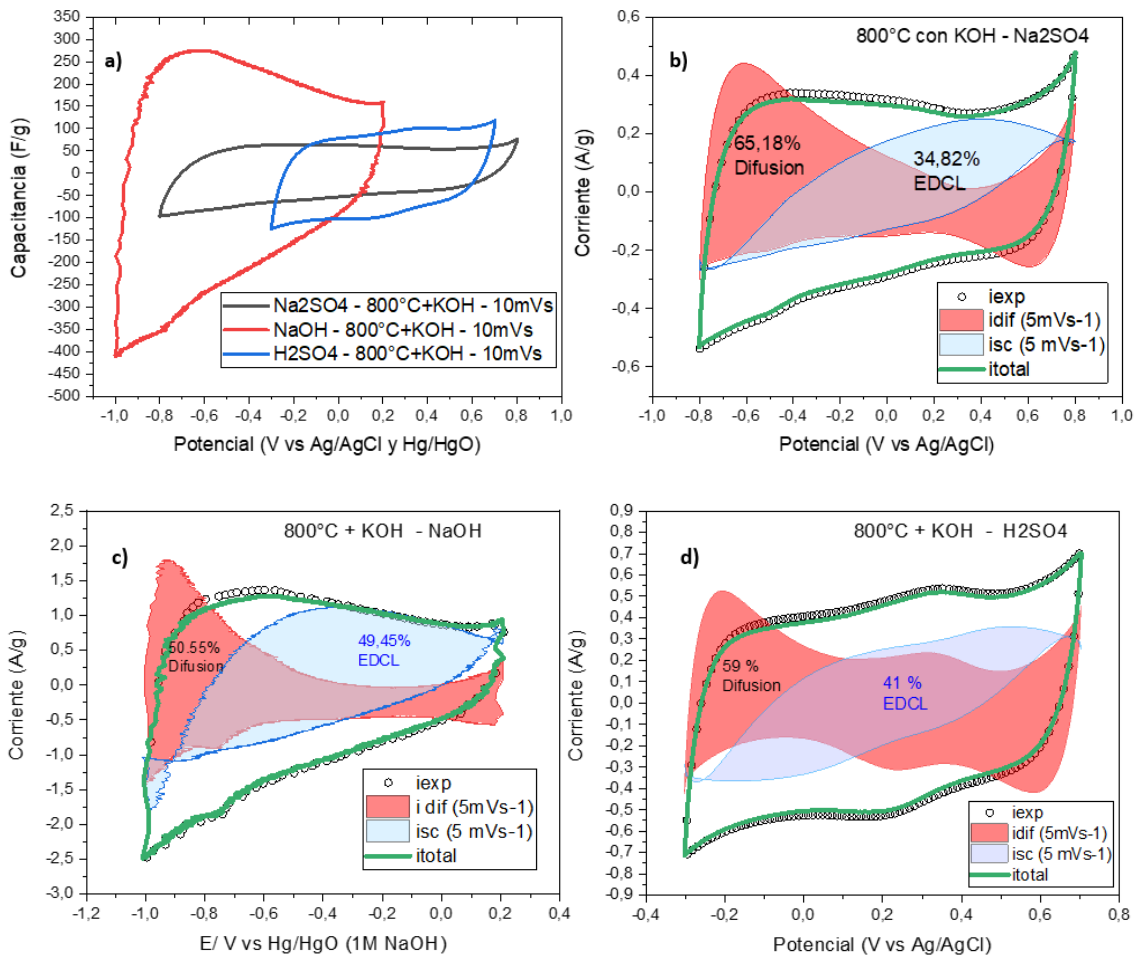 a)
Capacitancia (F/g)
350
300
250
200
150
100
50
0
-50
-100
-150
-200
-250
-300
-350
-400
-450
-500
Na2SO4 - 800°C+KOH - 10mVs
NaOH - 800°C+KOH - 10mVs
H2SO4 - 800°C+KOH - 10mVs
-1,0 -0,8 -0,6 -0,4 -0,2 0,0 0,2 0,4 0,6 0,8 1,0
Potencial (V vs Ag/AgCl y Hg/HgO)
b)
800°C con KOH - Na2SO4
Corriente (A/g)
0,6
0,4
0,2
0,0
-0,2
-0,4
-0,6
65,18%
Difusion
34,82%
EDCL
iexp
idif (5mVs-1)
isc (5 mVs-1)
itotal
-1,0 -0,8 -0,6 -0,4 -0,2 0,0 0,2 0,4 0,6 0,8 1,0
Potencial (V vs Ag/AgCl)
c)
800°C + KOH - NaOH
Corriente (A/g)
2,5
2,0
1,5
1,0
0,5
0,0
-0,5
-1,0
-1,5
-2,0
-2,5
-3,0
50.55%
Difusion
49,45%
EDCL
iexp
i dif (5mVs-1)
isc (5 mVs-1)
itotal
-1,2 -1,0 -0,8 -0,6 -0,4 -0,2 0,0 0,2 0,4
E/ V vs Hg/HgO (1M NaOH)
d)
800°C + KOH - H2SO4
Corriente (A/g)
0,9
0,8
0,7
0,6
0,5
0,4
0,3
0,2
0,1
0,0
-0,1
-0,2
-0,3
-0,4
-0,5
-0,6
-0,7
-0,8
-0,9
59 %
Difusion
41 %
EDCL
iexp
idif (5mVs-1)
isc (5 mVs-1)
itotal
-0,4 -0,2 0,0 0,2 0,4 0,6 0,8
Potencial (V vs Ag/AgCl)